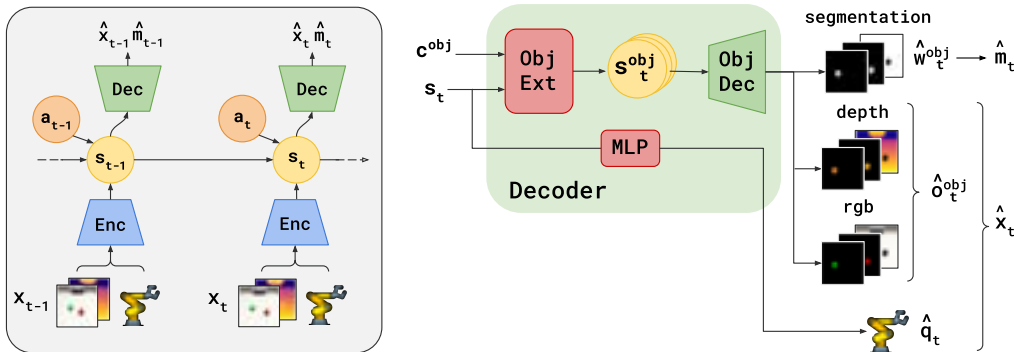 x̂ₜ₋₁ m̂ₜ₋₁
x̂ₜ m̂ₜ
Dec
Dec
aₜ₋₁
aₜ
sₜ₋₁
sₜ
Enc
Enc
xₜ₋₁
xₜ
cᵒᵇʲ
sₜ
Obj
Ext
sᵒᵇʲₜ
Obj
Dec
MLP
Decoder
segmentation
ŵᵒᵇʲₜ
m̂ₜ
depth
rgb
ôᵒᵇʲₜ
x̂ₜ
q̂ₜ